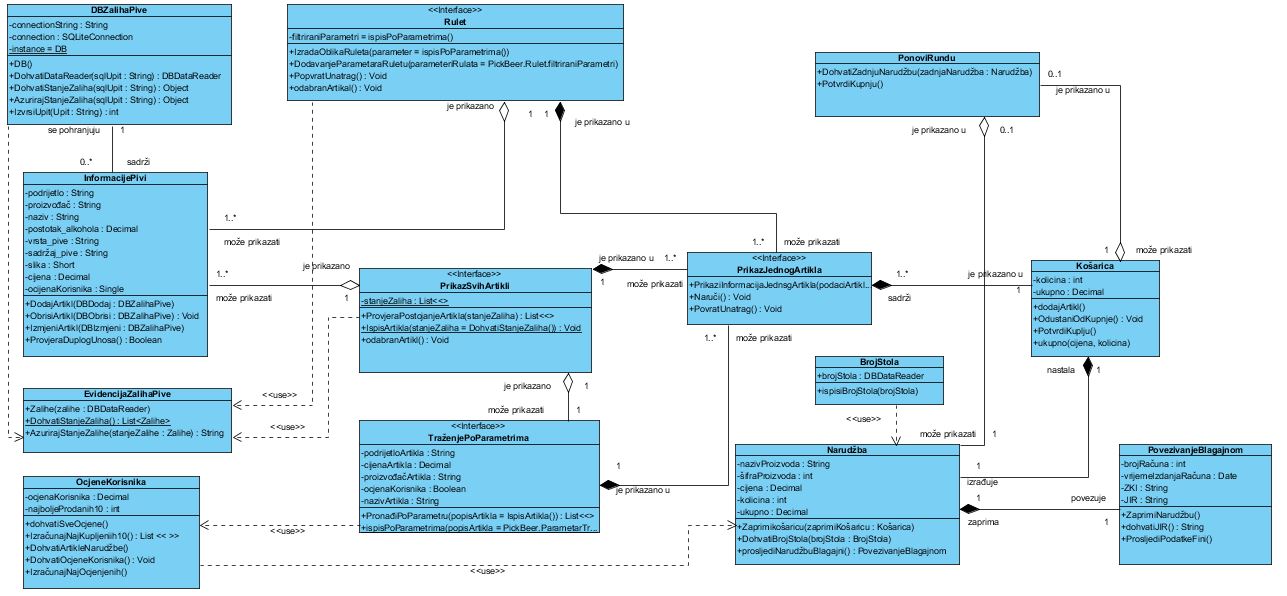 DBZalihaPive
-connectionString : String
-connection : SQLiteConnection
-instance = DB
+DB()
+DohvatiDataReader(sqlUpit : String) : DBDataReader
+DohvatiStanjeZaliha(sqlUpit : String) : Object
+AzurirajStanjeZaliha(sqlUpit : String) : Object
+IzvrsiUpit(Upit : String) : int
se pohranjuju
1
0..*
sadrži
InformacijePivi
-podrijetlo : String
-proizvođač : String
-naziv : String
-postotak_alkohola : Decimal
-vrsta_pive : String
-sadržaj_pive : String
-slika : Short
-cijena : Decimal
-ocjenaKorisnika : Single
+DodajArtikl(DBDodaj : DBZalihaPive)
+ObrisiArtikl(DBObrisi : DBZalihaPive) : Void
+IzmjeniArtikl(DBIzmjeni : DBZalihaPive)
+ProvjeraDuplogUnosa() : Boolean
EvidencijaZalihaPive
+Zalihe(zalihe : DBDataReader)
+DohvatiStanjeZaliha() : List<Zalihe>
+AzurirajStanjeZalihe(stanjeZalihe : Zalihe) : String
OcjeneKorisnika
-ocjenaKorisnika : Decimal
-najboljeProdanih10 : int
+dohvatiSveOcjene()
+IzračunajNajKupljenih10() : List << >>
+DohvatiArtikleNarudžbe()
+DohvatiOcjeneKorisnika() : Void
+IzračunajNajOcjenjenih()
<<Interface>>
Rulet
-filtriraniParametri = ispisPoParametrima()
+IzradaOblikaRuleta(parameter = ispisPoParametrima())
+DodavanjeParametaraRuletu(parameteriRulata = PickBeer.Rulet.filtriraniParametri)
+PopvratUnatrag() : Void
+odabranArtikal() : Void
je prikazano
1
1
je prikazano u
1..*
može prikazati
1..*
može prikazati
1..*
može prikazati
je prikazano
1
<<Interface>>
PrikazSvihArtikli
-stanjeZaliha : List<<>
+ProvjeraPostojanjeArtikla(stanjeZaliha) : List<<>
+IspisArtikla(stanjeZaliha = DohvatiStanjeZaliha()) : Void
+odabranArtikl() : Void
je prikazano u
1
1..*
može prikazati
<<use>>
<<use>>
je prikazano
1
može prikazati
1
<<Interface>>
TraženjePoParametrima
-podrijetloArtikla : String
-cijenaArtikla : Decimal
-proizvođačArtikla : String
-ocjenaKorisnika : Boolean
-nazivArtikla : String
+PronađiPoParametru(popisArtikla = IspisArtikla()) : List<<>
+ispisPoParametrima(popisArtikla = PickBeer.ParametarTr...
1
je prikazano u
<<use>>
<<use>>
<<Interface>>
PrikazJednogArtikla
+PrikaziInformacijaJednsgArtikla(podaciArtikl...
+Naruči() : Void
+PovratUnatrag() : Void
1..*
može prikazati
1..*
sadrži
je prikazano u
1
PonoviRundu
+DohvatiZadnjuNarudžbu(zadnjaNarudžba : Narudžba)
+PotvrdiKupnju()
0..1
je prikazano u
je prikazano u
0..1
1
može prikazati
Košarica
-kolicina : int
-ukupno : Decimal
+dodajArtikl()
+OdustaniOdKupnje() : Void
+PotvrdiKuplju()
+ukupno(cijena, kolicina)
nastala
1
BrojStola
+brojStola : DBDataReader
+ispisiBrojStola(brojStola)
<<use>>
može prikazati
1
Narudžba
-nazivProizvoda : String
-šifraProizvoda : int
-cijena : Decimal
-kolicina : int
-ukupno : Decimal
+Zaprimikošaricu(zaprimiKošaricu : Košarica)
+DohvatiBrojStola(brojStola : BrojStola)
+prosljediNarudžbuBlagajni() : PovezivanjeBlagajnom
1
izrađuje
1
zaprima
povezuje
1
PovezivanjeBlagajnom
-brojRačuna : int
-vrijemeIzdanjaRačuna : Date
-ZKI : String
-JIR : String
+ZaprimiNarudžbu()
+dohvatiJIR() : String
+ProsljediPodatkeFini()